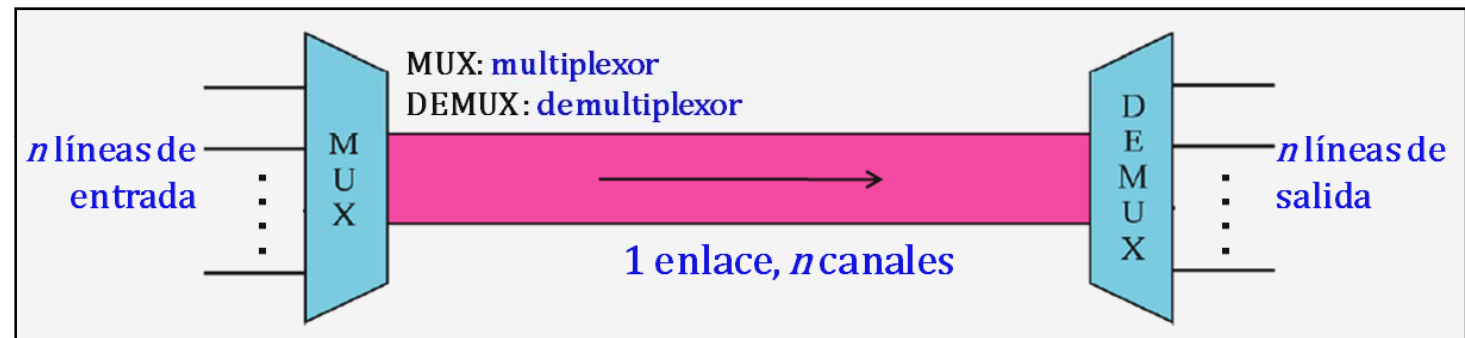 MUX: multiplexor
DEMUX: demultiplexor
n líneas de
entrada
M
U
X
1 enlace, n canales
D
E
M
U
X
n líneas de
salida